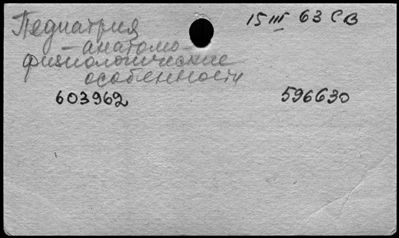 Педиатрия
15 III 63 СВ
— анатомо-
физиологические
особенности
603962
596630